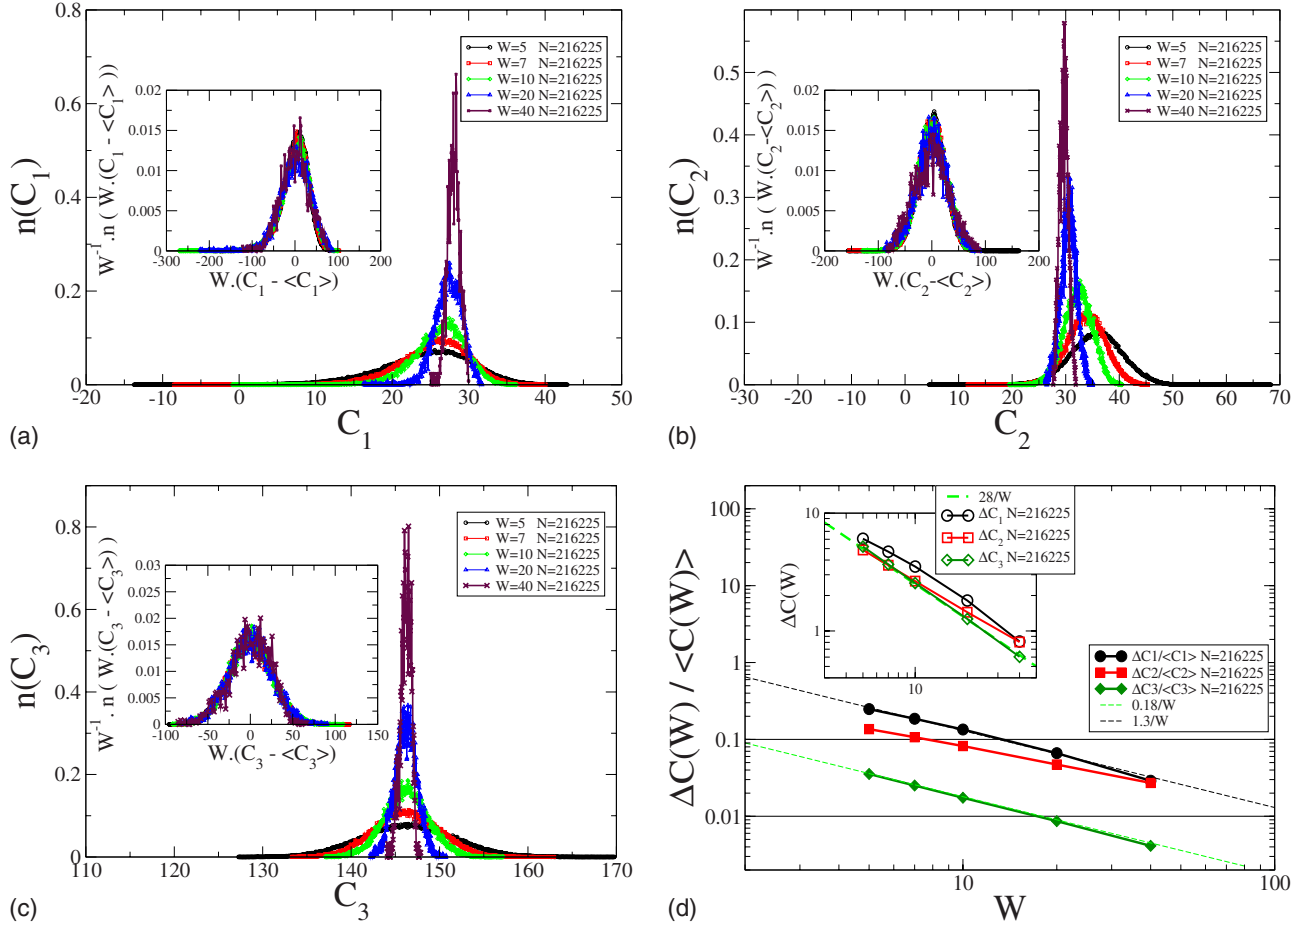 0.8
0.6
0.4
0.2
0
n(C1)
-20 -10 0 10 20 30 40 50
C1
W=5 N=216225
W=7 N=216225
W=10 N=216225
W=20 N=216225
W=40 N=216225
0.02
0.015
0.01
0.005
0
W-1.n ( W.(C1 - <C1> ))
-300 -200 -100 0 100 200
W.(C1 - <C1>)
(a)
0.6
0.5
0.4
0.3
0.2
0.1
0
n(C2)
-30 -20 -10 0 10 20 30 40 50 60 70
C2
W=5 N=216225
W=7 N=216225
W=10 N=216225
W=20 N=216225
W=40 N=216225
0.02
0.015
0.01
0.005
0
W-1.n ( W.(C2-<C2>))
-200 -100 0 100 200
W.(C2-<C2>)
(b)
0.8
0.6
0.4
0.2
0
n(C3)
110 120 130 140 150 160 170
C3
W=5 N=216225
W=7 N=216225
W=10 N=216225
W=20 N=216225
W=40 N=216225
0.03
0.025
0.02
0.015
0.01
0.005
0
W-1. n ( W.(C3 - <C3>) )
-100 -50 0 50 100 150
W.(C3 - <C3>)
(c)
100
10
1
0.1
0.01
ΔC(W) / <C(W)>
10 100
W
28/W
ΔC1 N=216225
ΔC2 N=216225
ΔC3 N=216225
10
1
ΔC(W)
10
ΔC1/<C1> N=216225
ΔC2/<C2> N=216225
ΔC3/<C3> N=216225
0.18/W
1.3/W
(d)